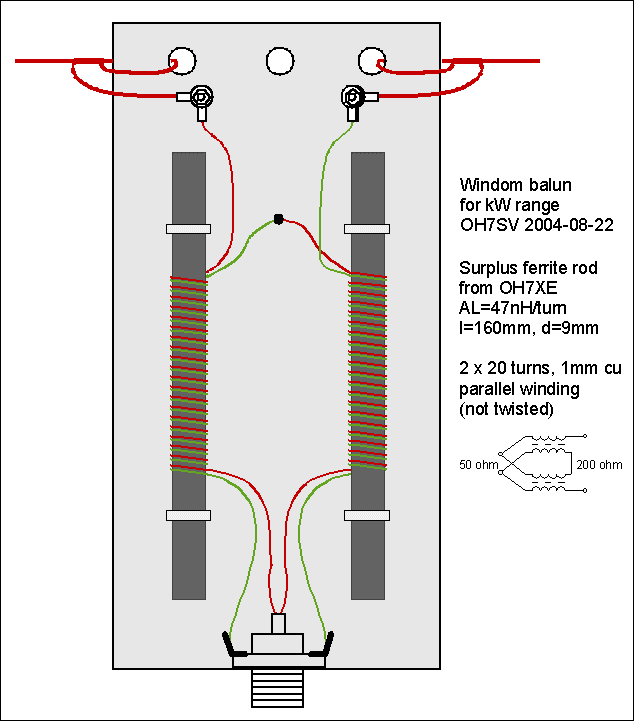 Windom balun
for kW range
OH7SV 2004-08-22
Surplus ferrite rod
from OH7XE
AL=47nH/turn
l=160mm, d=9mm
2 x 20 turns, 1mm cu
parallel winding
(not twisted)
50 ohm
200 ohm